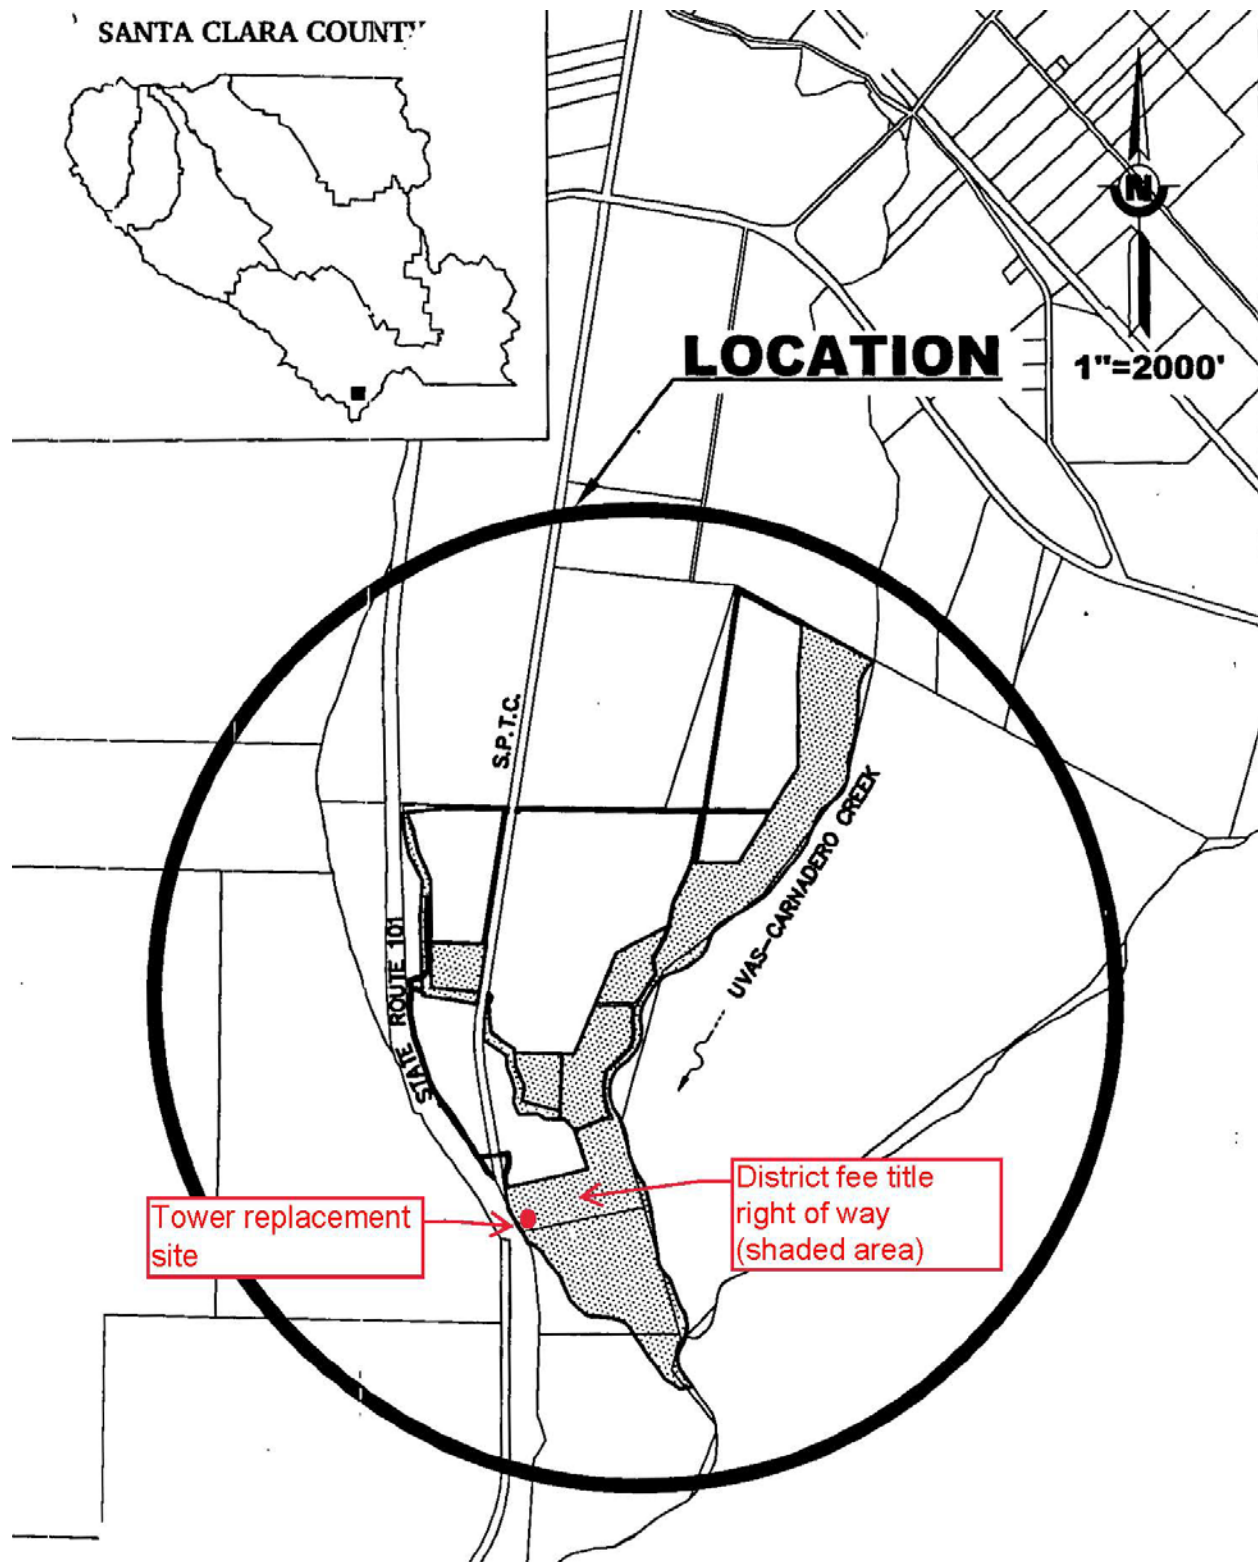 SANTA CLARA COUNTY
N
LOCATION
1"=2000'
S.P.T.C.
UVAS-CARNADERO CREEK
STATE ROUTE 101
District fee title
right of way
(shaded area)
Tower replacement
site